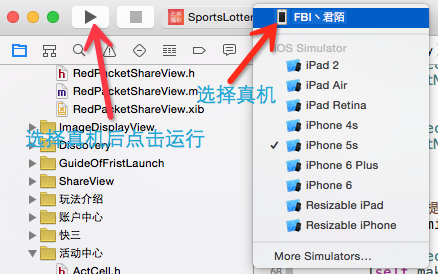 SportsLotter
FBI丶君陌
iOS Simulator
iPad 2
iPad Air
iPad Retina
iPhone 4s
iPhone 5s
iPhone 6 Plus
iPhone 6
Resizable iPad
Resizable iPhone
More Simulators...
选择真机
选择真机后点击运行
RedPacketShareView.h
RedPacketShareView.m
RedPacketShareView.xib
ImageDisplayView
Discovery
GuideOfFristLaunch
ShareView
玩法介绍
账户中心
快三
活动中心
ActCell.h
68
[self mak